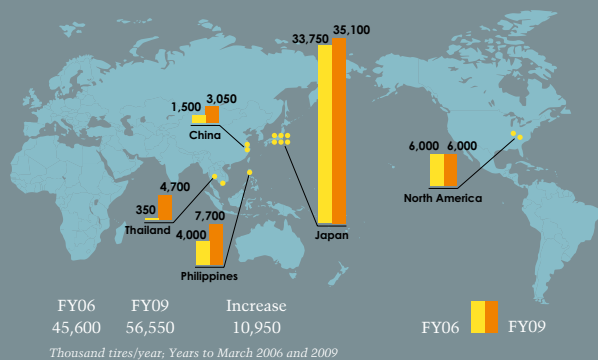 33,750 35,100
1,500 3,050
China
6,000 6,000
North America
350 4,700
Thailand
4,000 7,700
Philippines
Japan
FY06 FY09 Increase
45,600 56,550 10,950
FY06 FY09
Thousand tires/year; Years to March 2006 and 2009